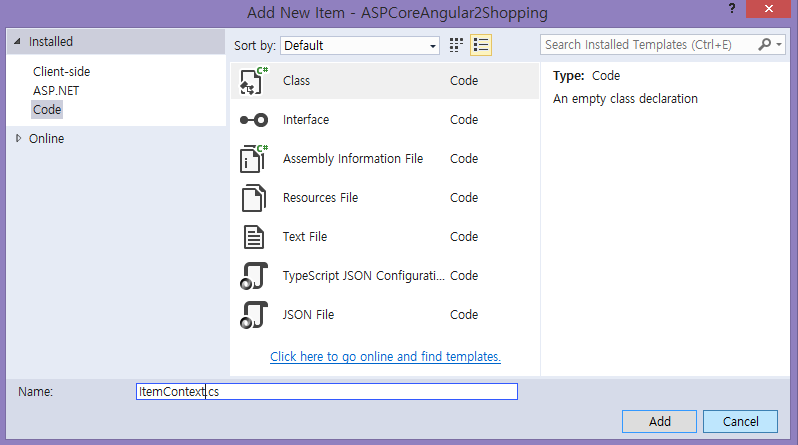 Add New Item - ASPCoreAngular2Shopping
?
Installed
Client-side
ASP.NET
Code
Online
Sort by: Default
Search Installed Templates (Ctrl+E)
C# Class Code
Interface Code
C# Assembly Information File Code
Resources File Code
Text File Code
TypeScript JSON Configurati... Code
JSON File Code
Click here to go online and find templates.
Type: Code
An empty class declaration
Name: ItemContext.cs
Add Cancel